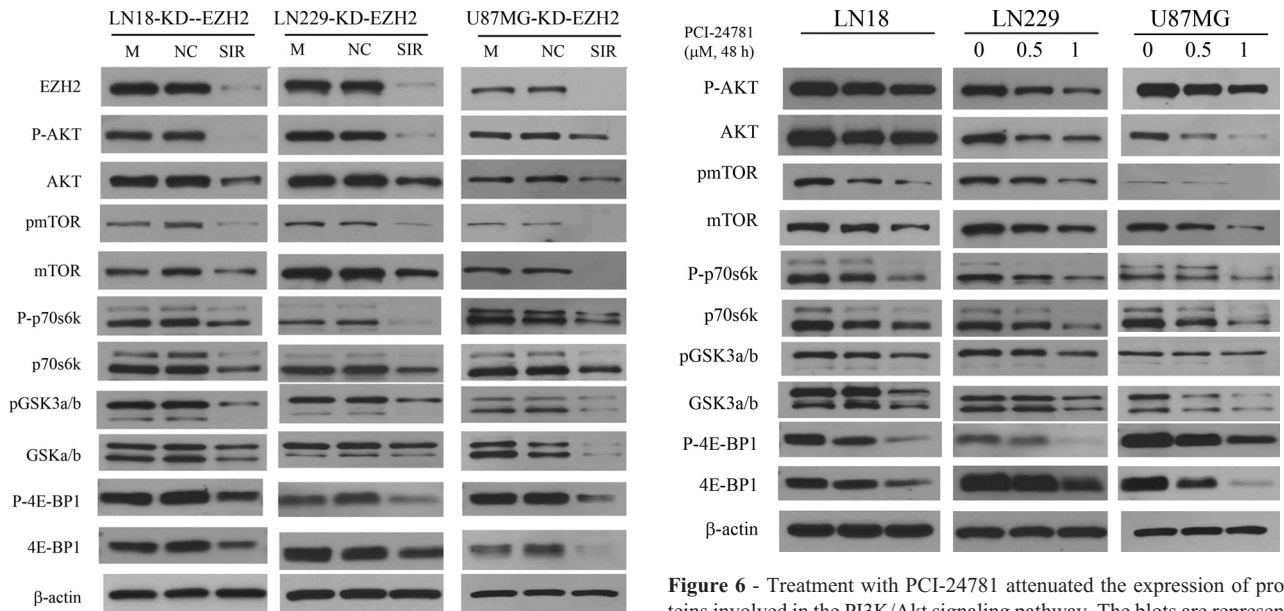 LN18-KD--EZH2 LN229-KD-EZH2 U87MG-KD-EZH2
M NC SIR M NC SIR M NC SIR
EZH2
P-AKT
AKT
pmTOR
mTOR
P-p70s6k
p70s6k
pGSK3a/b
GSKa/b
P-4E-BP1
4E-BP1
β-actin
LN18 LN229 U87MG
PCI-24781
(μM, 48 h) 0 0.5 1 0 0.5 1
P-AKT
AKT
pmTOR
mTOR
P-p70s6k
p70s6k
pGSK3a/b
GSK3a/b
P-4E-BP1
4E-BP1
β-actin
Figure 6 - Treatment with PCI-24781 attenuated the expression of pro-
teins involved in the PI3K/Akt signaling pathway. The blots are represen